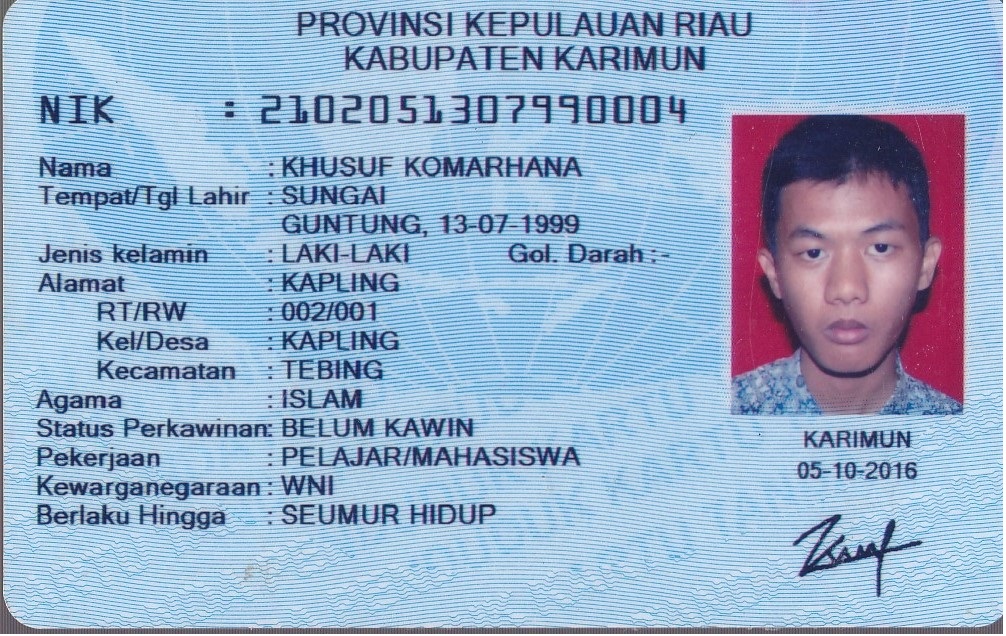 PROVINSI KEPULAUAN RIAU
KABUPATEN KARIMUN
NIK : 2102051307990004
Nama : KHUSUF KOMARHANA
Tempat/Tgl Lahir : SUNGAI
GUNTUNG, 13-07-1999
Jenis kelamin : LAKI-LAKI Gol. Darah : -
Alamat : KAPLING
RT/RW : 002/001
Kel/Desa : KAPLING
Kecamatan : TEBING
Agama : ISLAM
Status Perkawinan: BELUM KAWIN
Pekerjaan : PELAJAR/MAHASISWA
Kewarganegaraan : WNI
Berlaku Hingga : SEUMUR HIDUP
KARIMUN
05-10-2016